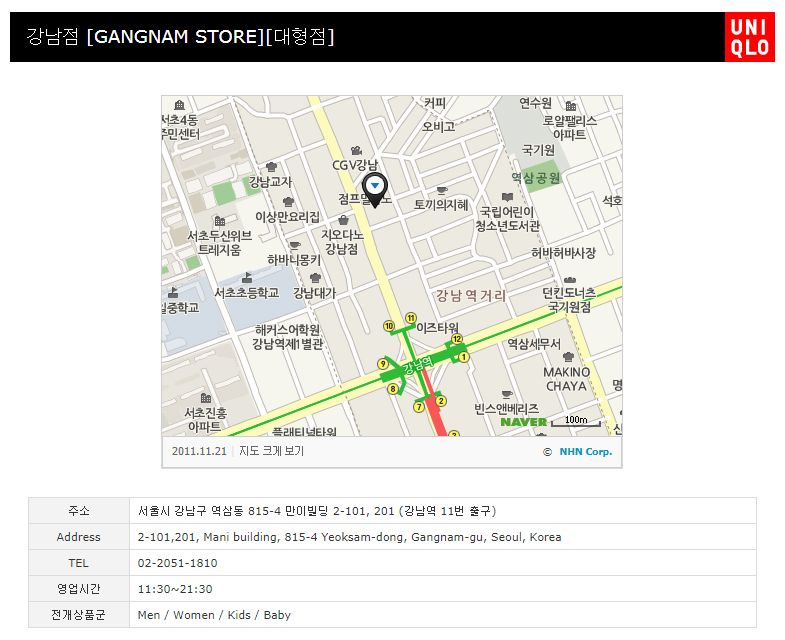 강남점 [GANGNAM STORE][대형점]
UNI
QLO
커피
연수원
서초4동
주민센터
오비고
로얄팰리스
아파트
국기원
CGV강남
강남교자
역삼공원
토끼의지혜
국립어린이
청소년도서관
이상만요리집
지오다노
강남점
서초두산위브
트레지움
하바나몽키
허바허바사장
서초초등학교
강남대가
강남역거리
던킨도너츠
국기원점
일중학교
11
10
이즈타워
해커스어학원
강남역제1별관
12
1
역삼세무서
9
강남역
8
MAKINO
CHAYA
7
2
서초진흥
아파트
빈스앤베리즈
NAVER
100m
플래티넘타워
2011.11.21 | 지도 크게 보기
© NHN Corp.
주소 서울시 강남구 역삼동 815-4 만이빌딩 2-101, 201 (강남역 11번 출구)
Address 2-101,201, Mani building, 815-4 Yeoksam-dong, Gangnam-gu, Seoul, Korea
TEL 02-2051-1810
영업시간 11:30~21:30
전개상품군 Men / Women / Kids / Baby